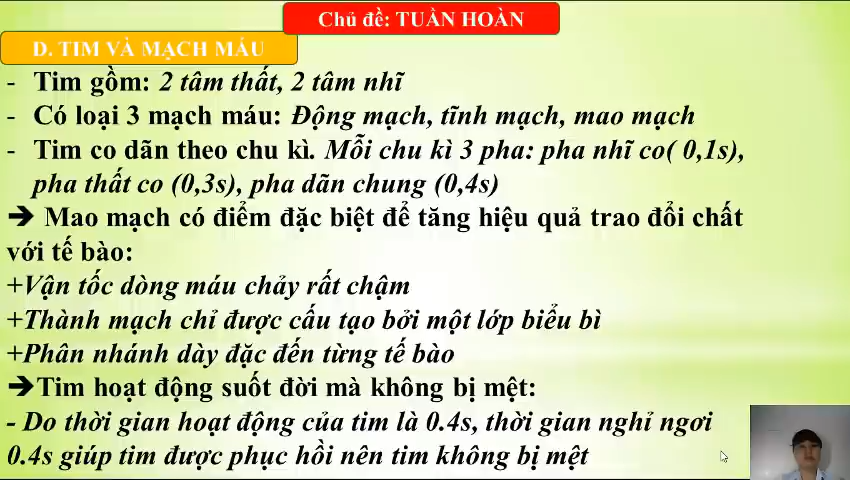 Chủ đề: TUẦN HOÀN
D. TIM VÀ MẠCH MÁU
- Tim gồm: 2 tâm thất, 2 tâm nhĩ
- Có loại 3 mạch máu: Động mạch, tĩnh mạch, mao mạch
- Tim co dãn theo chu kì. Mỗi chu kì 3 pha: pha nhĩ co( 0,1s),
pha thất co (0,3s), pha dãn chung (0,4s)
➔ Mao mạch có điểm đặc biệt để tăng hiệu quả trao đổi chất
với tế bào:
+Vận tốc dòng máu chảy rất chậm
+Thành mạch chỉ được cấu tạo bởi một lớp biểu bì
+Phân nhánh dày đặc đến từng tế bào
➔Tim hoạt động suốt đời mà không bị mệt:
- Do thời gian hoạt động của tim là 0.4s, thời gian nghỉ ngơi
0.4s giúp tim được phục hồi nên tim không bị mệt